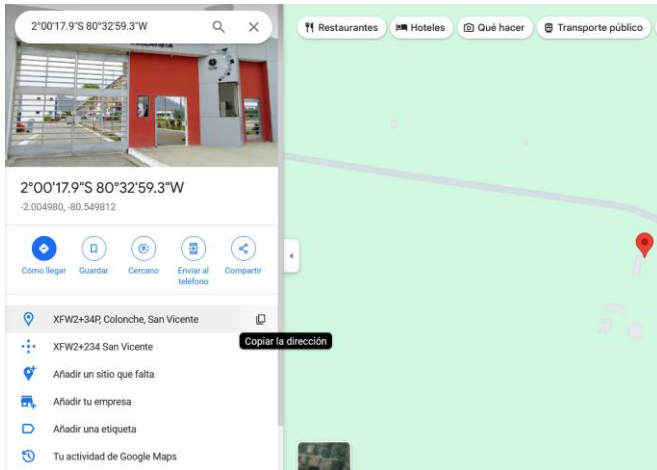 2°00'17.9"S 80°32'59.3"W
Restaurantes
Hoteles
Qué hacer
Transporte público
2°00'17.9"S 80°32'59.3"W
-2.004980, -80.549812
Cómo llegar
Guardar
Cercano
Enviar al
teléfono
Compartir
XFW2+34P, Colonche, San Vicente
Copiar la dirección
XFW2+234 San Vicente
Añadir un sitio que falta
Añadir tu empresa
Añadir una etiqueta
Tu actividad de Google Maps